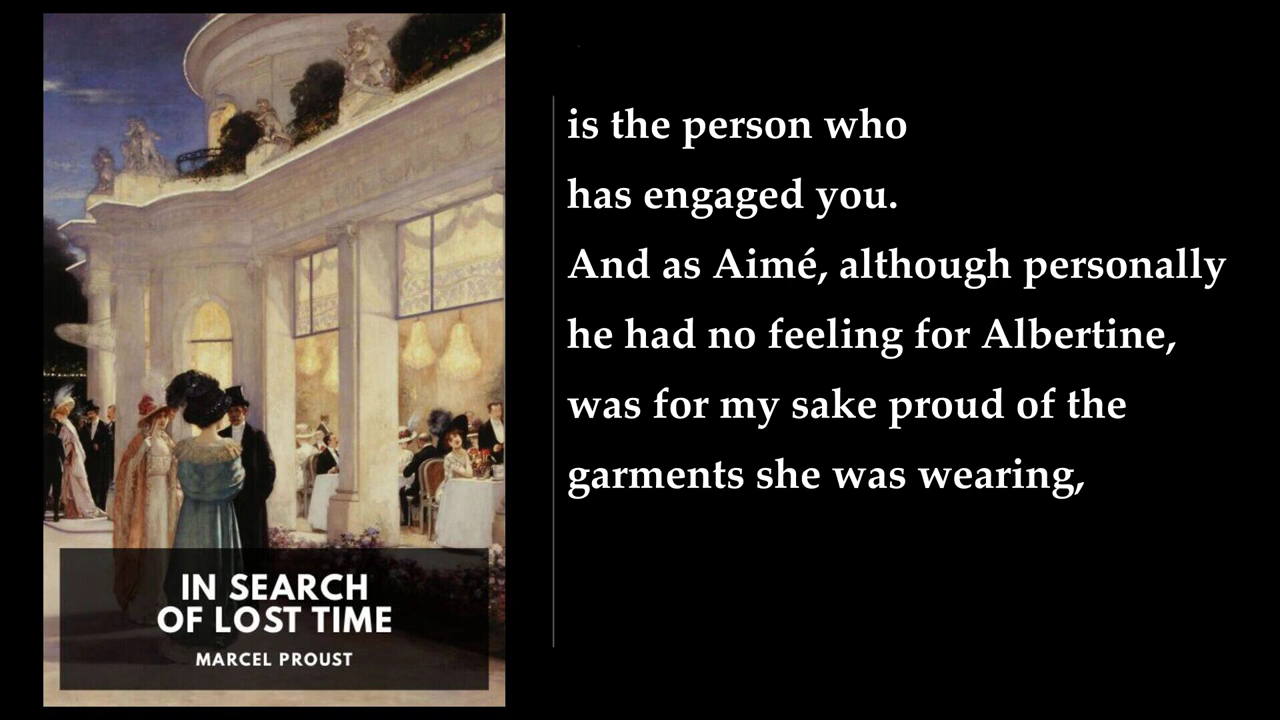 is the person who
has engaged you.
And as Aimé, although personally
he had no feeling for Albertine,
was for my sake proud of the
garments she was wearing,
IN SEARCH
OF LOST TIME
MARCEL PROUST